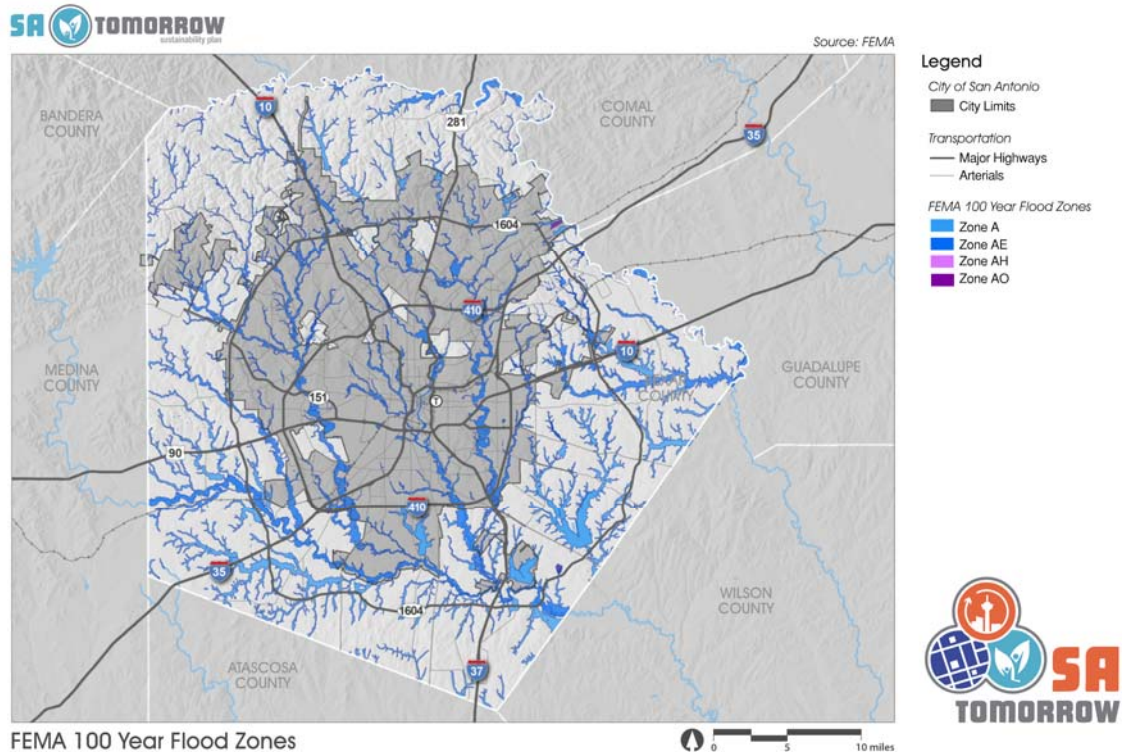 SA TOMORROW
sustainability plan
Source: FEMA
BANDERA
COUNTY
COMAL
COUNTY
10
281
35
1604
410
10
MEDINA
COUNTY
GUADALUPE
COUNTY
COUNTY
151
T
90
410
35
1604
WILSON
COUNTY
ATASCOSA
COUNTY
37
Legend
City of San Antonio
City Limits
Transportation
Major Highways
Arterials
FEMA 100 Year Flood Zones
Zone A
Zone AE
Zone AH
Zone AO
SA
TOMORROW
FEMA 100 Year Flood Zones
0 5 10 miles